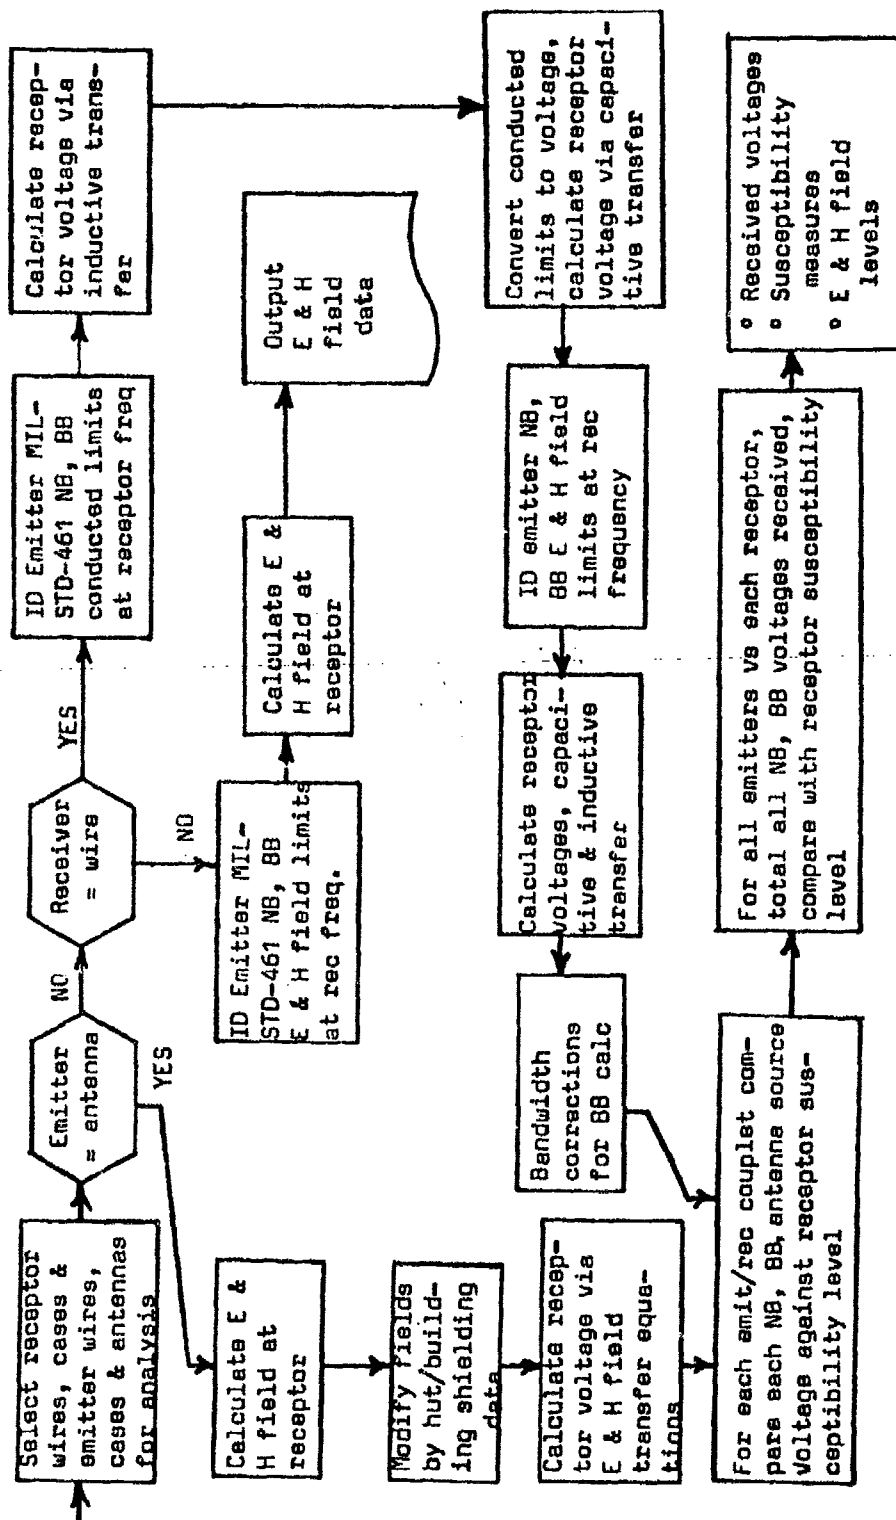 Select receptor
wires, cases &
emitter wires,
cases & antennas
for analysis
Emitter
= antenna
NO
YES
Receiver
= wire
YES
NO
ID Emitter MIL-
STD-461 NB, BB
conducted limits
at receptor freq
Calculate recep-
tor voltage via
inductive trans-
fer
ID Emitter MIL-
STD-461 NB, BB
E & H field limits
at rec freq.
Calculate E &
H field at
receptor
Output
E & H
field
data
Calculate E &
H field at
receptor
Modify fields
by hut/build-
ing shielding
data
Calculate recep-
tor voltage via
E & H field
transfer equa-
tions
Convert conducted
limits to voltage,
calculate receptor
voltage via capaci-
tive transfer
ID emitter NB,
BB E & H field
limits at rec
frequency
Calculate receptor
voltages, capaci-
tive & inductive
transfer
Bandwidth
corrections
for BB calc
For each emit/rec couplet com-
pare each NB, BB, antenna source
voltage against receptor sus-
ceptibility level
For all emitters vs each receptor,
total all NB, BB voltages received,
compare with receptor susceptibility
level
o Received voltages
o Susceptibility
measures
o E & H field
levels